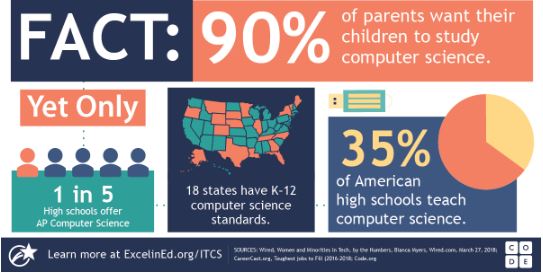 FACT:
90%
of parents want their
children to study
computer science.
Yet Only
1 in 5
High schools offer
AP Computer Science
18 states have K-12
computer science
standards.
35%
of American
high schools teach
computer science.
Learn more at ExcelinEd.org/ITCS
SOURCES: Wired, Women and Minorities in Tech, by the Numbers, Blanca Myers, Wired.com, March 27, 2018;
CareerCast.org, Toughest Jobs to Fill (2016-2018; Code.org
C O
D E